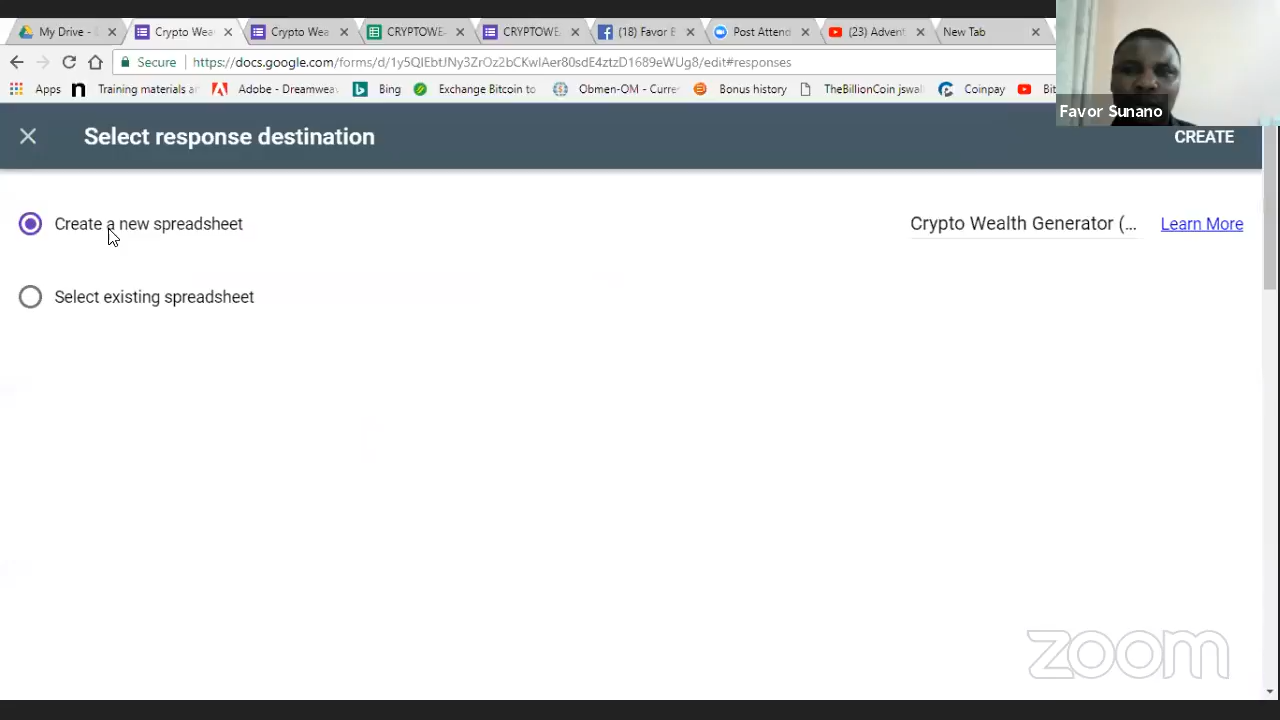 My Drive -
Crypto Wea
Crypto Wea
CRYPTOWE
CRYPTOWE
(18) Favor E
Post Attend
(23) Advent
New Tab
Secure
https://docs.google.com/forms/d/1y5QIEbtJNy3ZrOz2bCKwIAer80sdE4ztzD1689eWUg8/edit#responses
Apps
Training materials a
Adobe - Dreamweav
Bing
Exchange Bitcoin to
Obmen-OM - Curre
Bonus history
TheBillionCoin jswal
Coinpay
Bit
Favor Sunano
Select response destination
CREATE
Create a new spreadsheet
Crypto Wealth Generator (...
Learn More
Select existing spreadsheet
zoom